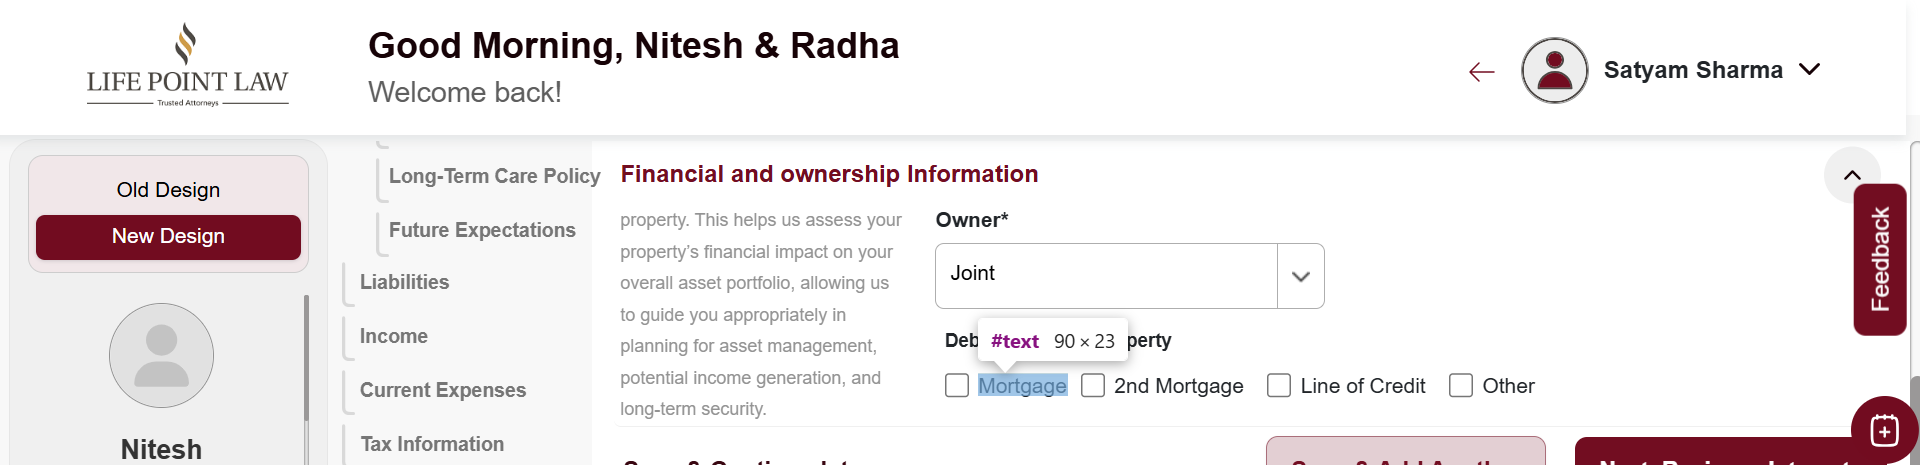 LIFE POINT LAW
Trusted Attorneys
Good Morning, Nitesh & Radha
Welcome back!
Satyam Sharma
Old Design
New Design
Nitesh
Long-Term Care Policy
Future Expectations
Liabilities
Income
Current Expenses
Tax Information
Financial and ownership Information
property. This helps us assess your
property’s financial impact on your
overall asset portfolio, allowing us
to guide you appropriately in
planning for asset management,
potential income generation, and
long-term security.
Owner*
Joint
#text 90 × 23
Mortgage
2nd Mortgage
Line of Credit
Other
Feedback